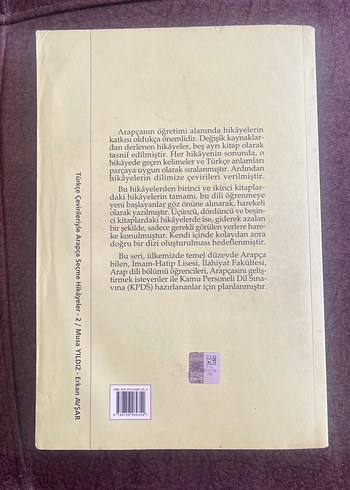 Arapçanın öğretimi alanında hikâyelerin
katkısı oldukça önemlidir. Değişik kaynaklar-
dan derlenen hikâyeler, beş ayrı kitap olarak
tasnif edilmiştir. Her hikâyenin sonunda, o
hikâyede geçen kelimeler ve Türkçe anlamları
parçaya uygun olarak sıralanmıştır. Ardından
hikâyelerin dilimize çevirileri verilmiştir.
Bu hikâyelerden birinci ve ikinci kitaplar-
daki hikâyelerin tamamı, bu dili öğrenmeye
yeni başlayanlar göz önüne alınarak, harekeli
olarak yazılmıştır. Üçüncü, dördüncü ve beşin-
ci kitaplardaki hikâyelerde ise, giderek azalan
bir şekilde, sadece gerekli görülen yerlere hare-
ke konulmuştur. Kendi içinde kolaydan zora
doğru bir dizi oluşturulması hedeflenmiştir.
Bu seri, ülkemizde temel düzeyde Arapça
bilen, İmam-Hatip Lisesi, İlahiyat Fakültesi,
Arap dili bölümü öğrencileri, Arapçasını geliş-
tirmek isteyenler ile Kamu Personeli Dil Sına-
vına (KPDS) hazırlananlar için planlanmıştır.
Türkçe Çevirileriyle Arapça Seçme Hikâyeler - 2 / Musa YILDIZ - Erkan AVŞAR